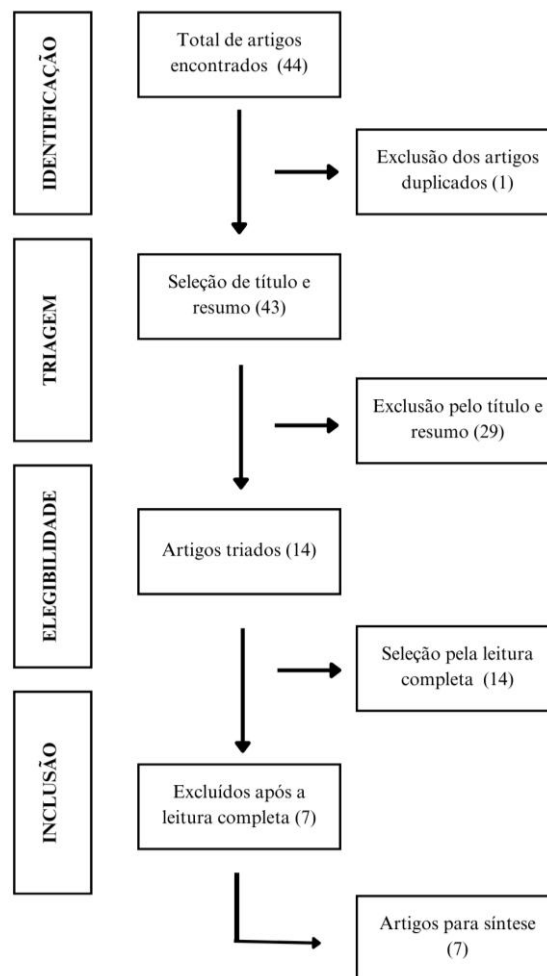 IDENTIFICAÇÃO
Total de artigos
encontrados (44)
Exclusão dos artigos
duplicados (1)
TRIAGEM
Seleção de título e
resumo (43)
Exclusão pelo título e
resumo (29)
ELEGIBILIDADE
Artigos triados (14)
Seleção pela leitura
completa (14)
INCLUSÃO
Excluídos após a
leitura completa (7)
Artigos para síntese
(7)